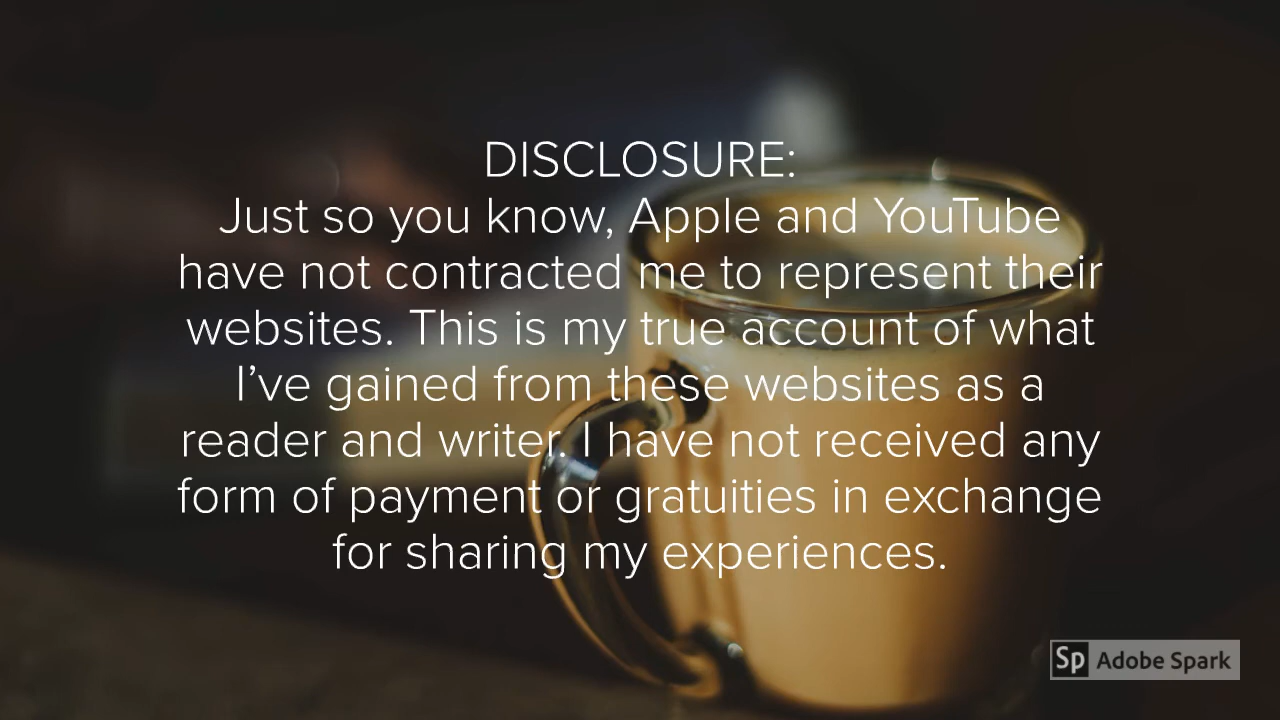 DISCLOSURE:
Just so you know, Apple and YouTube
have not contracted me to represent their
websites. This is my true account of what
I’ve gained from these websites as a
reader and writer. I have not received any
form of payment or gratuities in exchange
for sharing my experiences.
Sp Adobe Spark